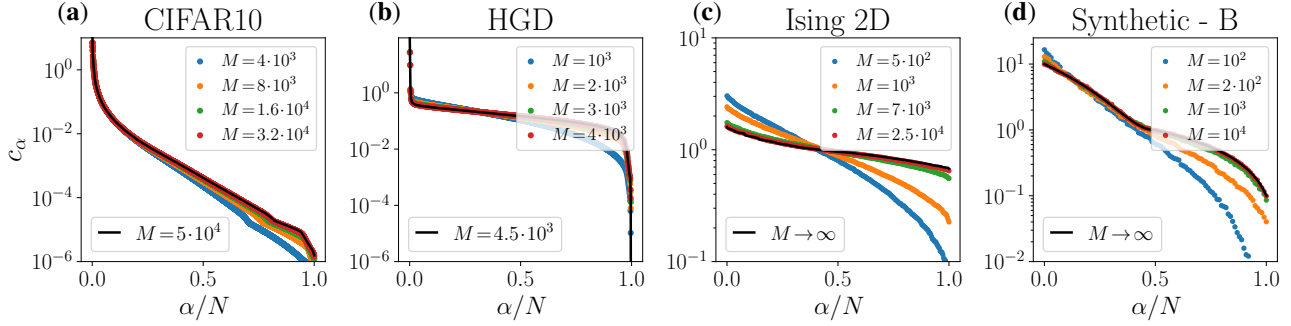 (a) CIFAR10
c_α
10^0
10^{-2}
10^{-4}
10^{-6}
M = 4·10^3
M = 8·10^3
M = 1.6·10^4
M = 3.2·10^4
M = 5·10^4
0.0 0.5 1.0
α/N
(b) HGD
10^0
10^{-2}
10^{-4}
10^{-6}
M = 10^3
M = 2·10^3
M = 3·10^3
M = 4·10^3
M = 4.5·10^3
0.0 0.5 1.0
α/N
(c) Ising 2D
10^1
10^0
10^{-1}
M = 5·10^2
M = 10^3
M = 7·10^3
M = 2.5·10^4
M → ∞
0.0 0.5 1.0
α/N
(d) Synthetic - B
10^1
10^0
10^{-1}
10^{-2}
M = 10^2
M = 2·10^2
M = 10^3
M = 10^4
M → ∞
0.0 0.5 1.0
α/N